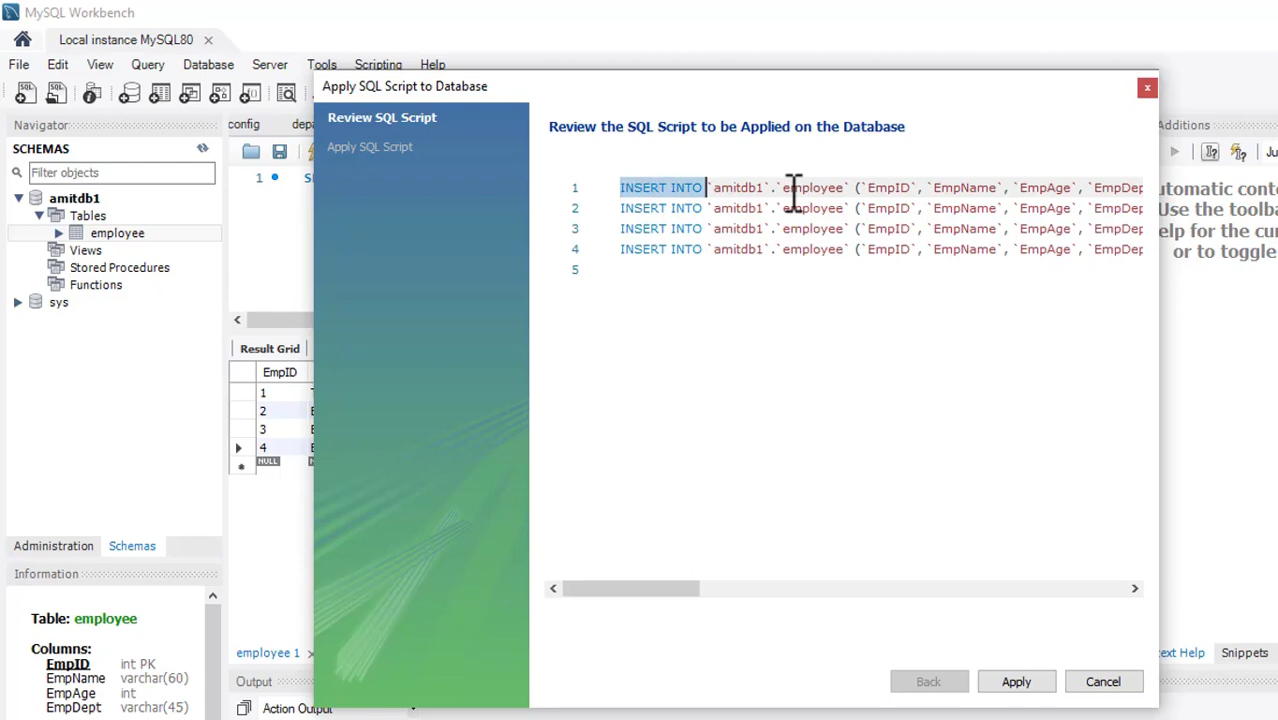 MySQL Workbench
Local instance MySQL80
File Edit View Query Database Server Tools Scripting Help
Navigator
SCHEMAS
Filter objects
amitdb1
Tables
employee
Views
Stored Procedures
Functions
sys
Administration Schemas
Information
Table: employee
Columns:
EmpID int PK
EmpName varchar(60)
EmpAge int
EmpDept varchar(45)
config
1
Result Grid
EmpID
1
2
3
4
NULL
employee 1
Output
Action Output
Apply SQL Script to Database
x
Review SQL Script
Apply SQL Script
Review the SQL Script to be Applied on the Database
1 INSERT INTO `amitdb1`.`employee` (`EmpID`, `EmpName`, `EmpAge`, `EmpDep
2 INSERT INTO `amitdb1`.`employee` (`EmpID`, `EmpName`, `EmpAge`, `EmpDep
3 INSERT INTO `amitdb1`.`employee` (`EmpID`, `EmpName`, `EmpAge`, `EmpDep
4 INSERT INTO `amitdb1`.`employee` (`EmpID`, `EmpName`, `EmpAge`, `EmpDep
5
Back Apply Cancel
Additions
Ju
utomatic conte
Use the toolba
elp for the cur
or to toggle
ext Help Snippets